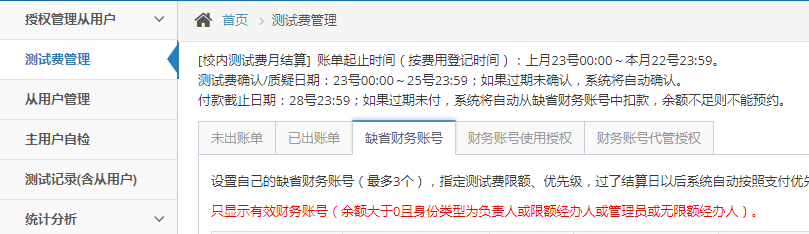 授权管理从用户
测试费管理
从用户管理
主用户自检
测试记录(含从用户)
统计分析
首页 > 测试费管理
[校内测试费月结算] 账单起止时间（按费用登记时）：上月23号00:00～本月22号23:59。
测试费确认/质疑日期：23号00:00～25号23:59；如果过期未确认，系统将自动确认。
付款截止日期：28号23:59；如果过期未付，系统将自动从缺省财务账号中扣款，余额不足则不能预约。
未出账单 已出账单 缺省财务账号 财务账号使用授权 财务账号代管授权
设置自己的缺省财务账号（最多3个），指定测试费限额、优先级，过了结算日以后系统自动按照支付优
只显示有效财务账号（余额大于0且身份类型为负责人或限额经办人或管理员或无限额经办人）。